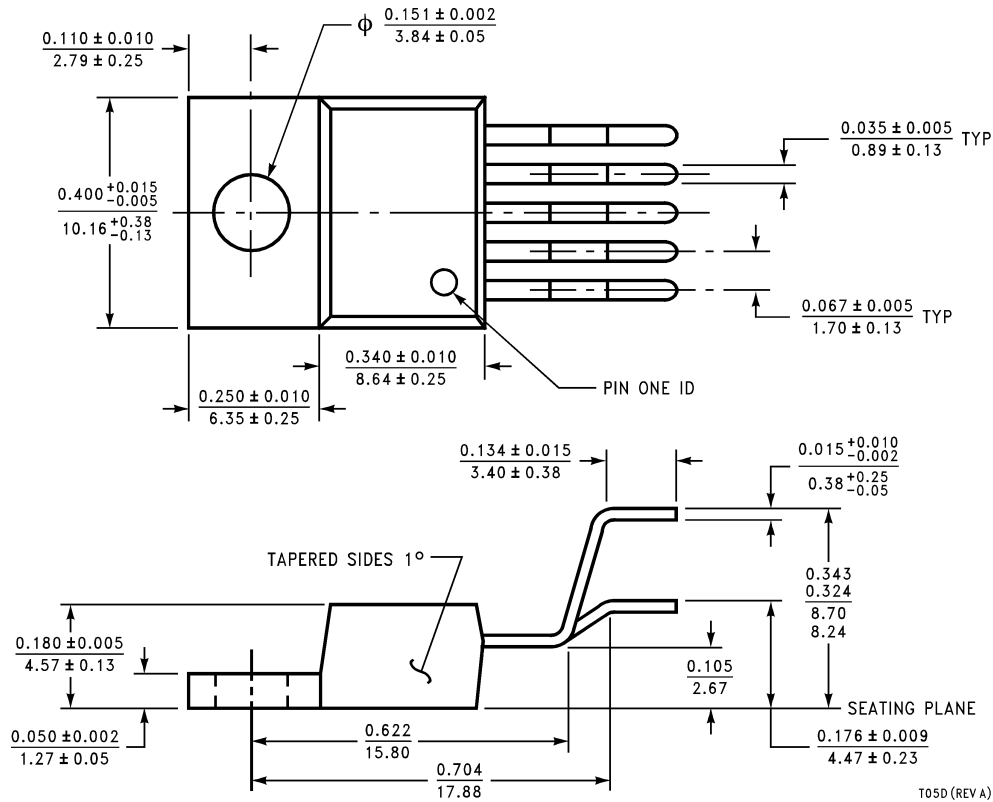 ϕ 0.151 ± 0.002
3.84 ± 0.05
0.110 ± 0.010
2.79 ± 0.25
0.035 ± 0.005 TYP
0.89 ± 0.13
0.400 +0.015 -0.005
10.16 +0.38 -0.13
0.067 ± 0.005 TYP
1.70 ± 0.13
0.340 ± 0.010
8.64 ± 0.25
PIN ONE ID
0.250 ± 0.010
6.35 ± 0.25
0.134 ± 0.015
3.40 ± 0.38
0.015 +0.010 -0.002
0.38 +0.25 -0.05
TAPERED SIDES 1°
0.343
0.324
8.70
8.24
0.180 ± 0.005
4.57 ± 0.13
0.105
2.67
SEATING PLANE
0.050 ± 0.002
1.27 ± 0.05
0.622
15.80
0.176 ± 0.009
4.47 ± 0.23
0.704
17.88
T05D (REV A)